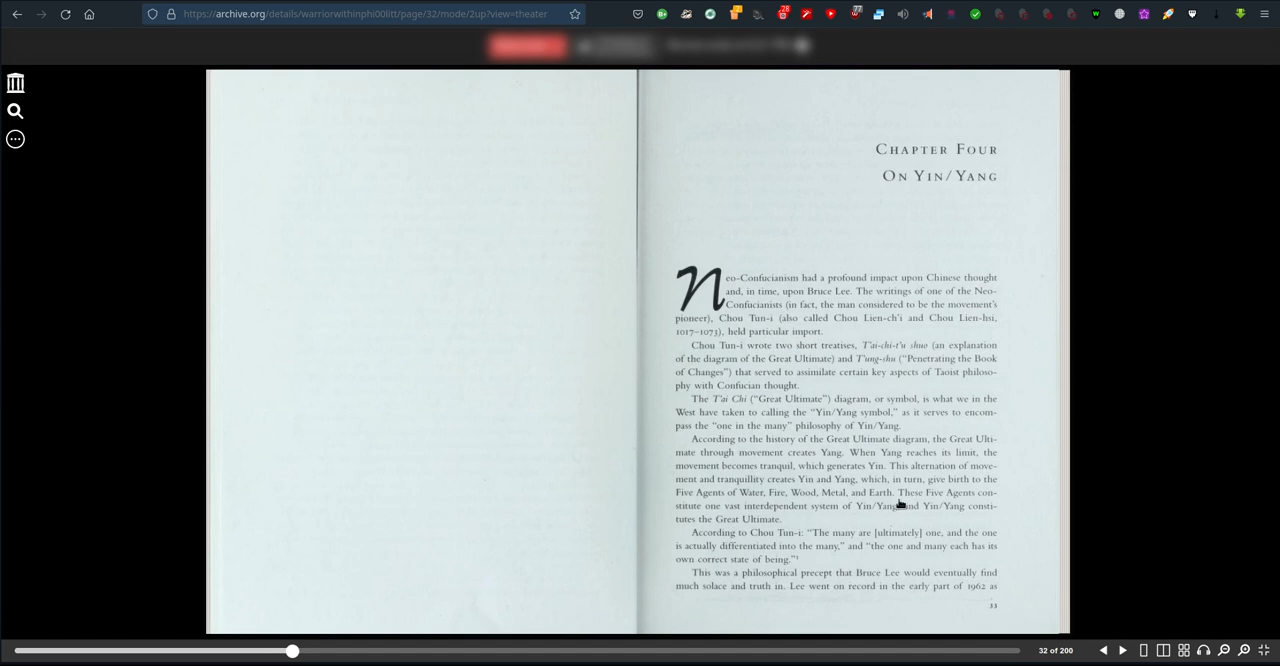 https://archive.org/details/warriorwithinphi00litt/page/32/mode/2up?view=theater
28
77
CHAPTER FOUR
ON YIN/YANG
Neo-Confucianism had a profound impact upon Chinese thought
and, in time, upon Bruce Lee. The writings of one of the Neo-
Confucianists (in fact, the man considered to be the movement's
pioneer), Chou Tun-i (also called Chou Lien-ch'i and Chou Lien-hsi,
1017–1073), held particular import.
Chou Tun-i wrote two short treatises, T'ai-chi-t'u shuo (an explanation
of the diagram of the Great Ultimate) and T'ung-shu ("Penetrating the Book
of Changes") that served to assimilate certain key aspects of Taoist philoso-
phy with Confucian thought.
The T'ai Chi ("Great Ultimate") diagram, or symbol, is what we in the
West have taken to calling the "Yin/Yang symbol," as it serves to encom-
pass the "one in the many" philosophy of Yin/Yang.
According to the history of the Great Ultimate diagram, the Great Ulti-
mate through movement creates Yang. When Yang reaches its limit, the
movement becomes tranquil, which generates Yin. This alternation of move-
ment and tranquillity creates Yin and Yang, which, in turn, give birth to the
Five Agents of Water, Fire, Wood, Metal, and Earth. These Five Agents con-
stitute one vast interdependent system of Yin/Yang and Yin/Yang consti-
tutes the Great Ultimate.
According to Chou Tun-i: "The many are [ultimately] one, and the one
is actually differentiated into the many," and "the one and many each has its
own correct state of being."1
This was a philosophical precept that Bruce Lee would eventually find
much solace and truth in. Lee went on record in the early part of 1962 as
33
32 of 200